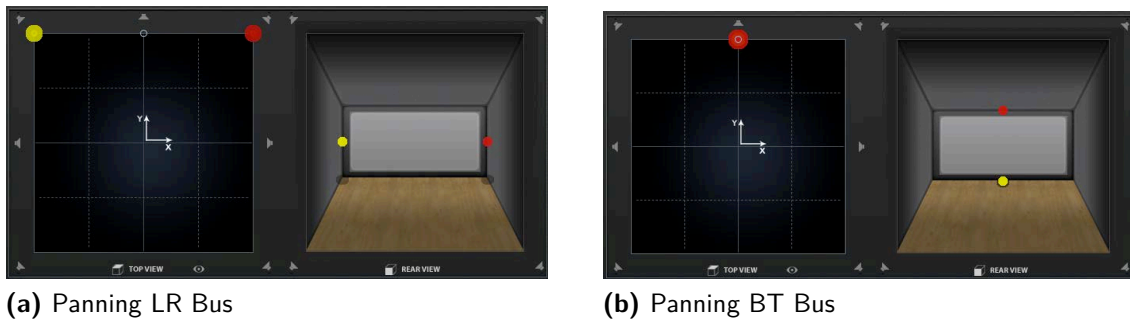 Y
X
TOP VIEW
REAR VIEW
Y
X
TOP VIEW
REAR VIEW
(a) Panning LR Bus
(b) Panning BT Bus